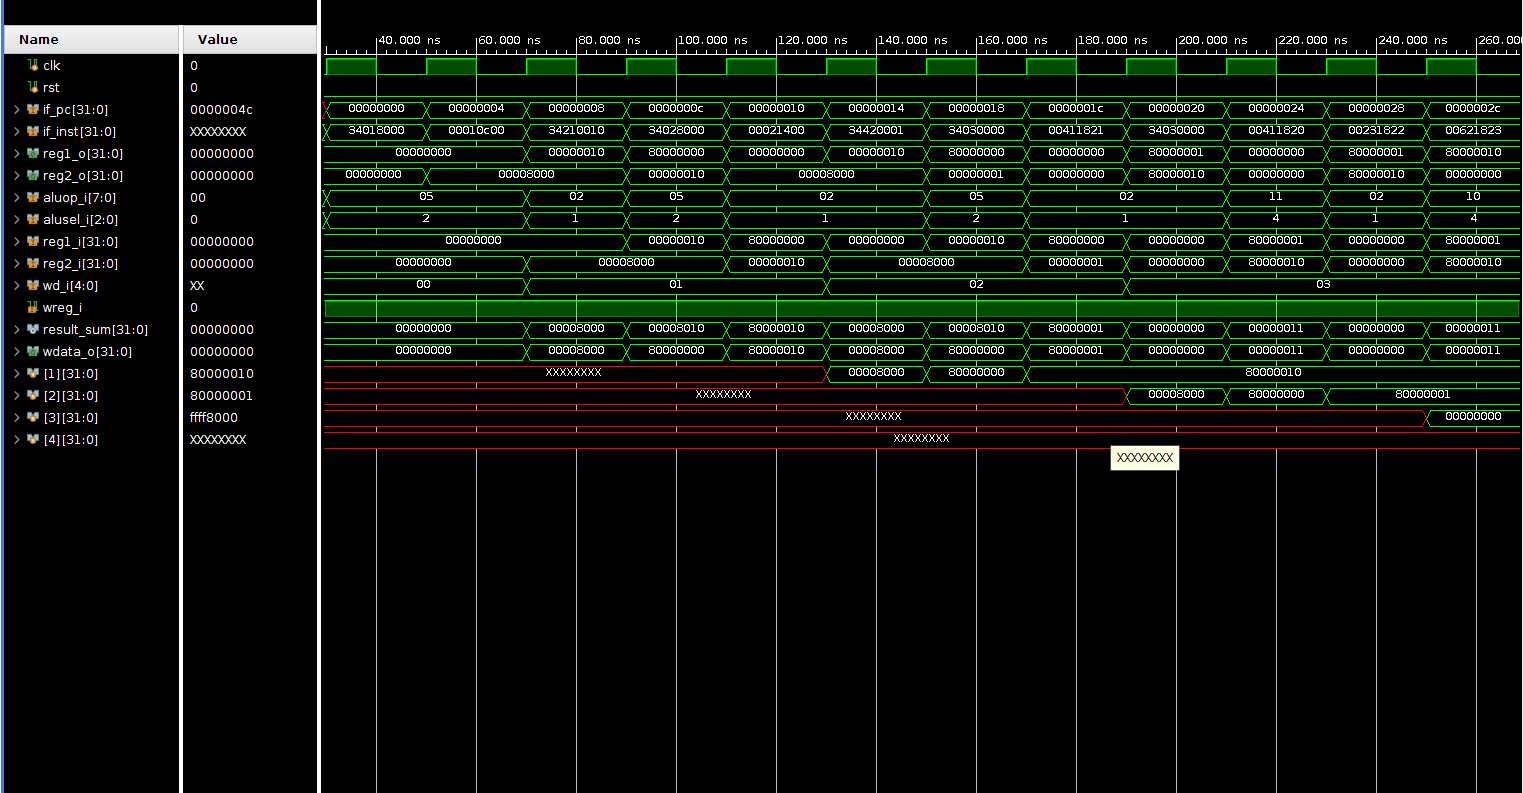 Name Value 40.000 ns 60.000 ns 80.000 ns 100.000 ns 120.000 ns 140.000 ns 160.000 ns 180.000 ns 200.000 ns 220.000 ns 240.000 ns 260.0
clk 0
rst 0
if_pc[31:0] 0000004c 00000000 00000004 00000008 0000000c 00000010 00000014 00000018 0000001c 00000020 00000024 00000028 0000002c
if_inst[31:0] XXXXXXXX 34018000 00010c00 34210010 34028000 00021400 34420001 34030000 00411821 34030000 00411820 00231822 00621823
reg1_o[31:0] 00000000 00000000 00000010 80000000 00000000 00000010 80000000 00000000 80000001 00000000 80000001 80000010
reg2_o[31:0] 00000000 00000000 00008000 00000010 00008000 00000001 00000000 80000010 00000000 80000010 00000000
aluop_i[7:0] 00 05 02 05 02 05 02 11 02 10
alusel_i[2:0] 0 2 1 2 1 2 1 4 1 4
reg1_i[31:0] 00000000 00000000 00000010 80000000 00000000 00000010 80000000 00000000 80000001 00000000 80000001
reg2_i[31:0] 00000000 00000000 00008000 00000010 00008000 00000001 00000000 80000010 00000000 80000010
wd_i[4:0] XX 00 01 02 03
wreg_i 0
result_sum[31:0] 00000000 00000000 00008000 00008010 80000010 00008000 00008010 80000001 00000000 00000011 00000000 00000011
wdata_o[31:0] 00000000 00000000 00008000 80000000 80000010 00008000 80000000 80000001 00000000 00000011 00000000 00000011
[1][31:0] 80000010 XXXXXXXX 00008000 80000000 80000010
[2][31:0] 80000001 XXXXXXXX 00008000 80000000 80000001
[3][31:0] ffff8000 XXXXXXXX 00000000
[4][31:0] XXXXXXXX XXXXXXXX
XXXXXXXX